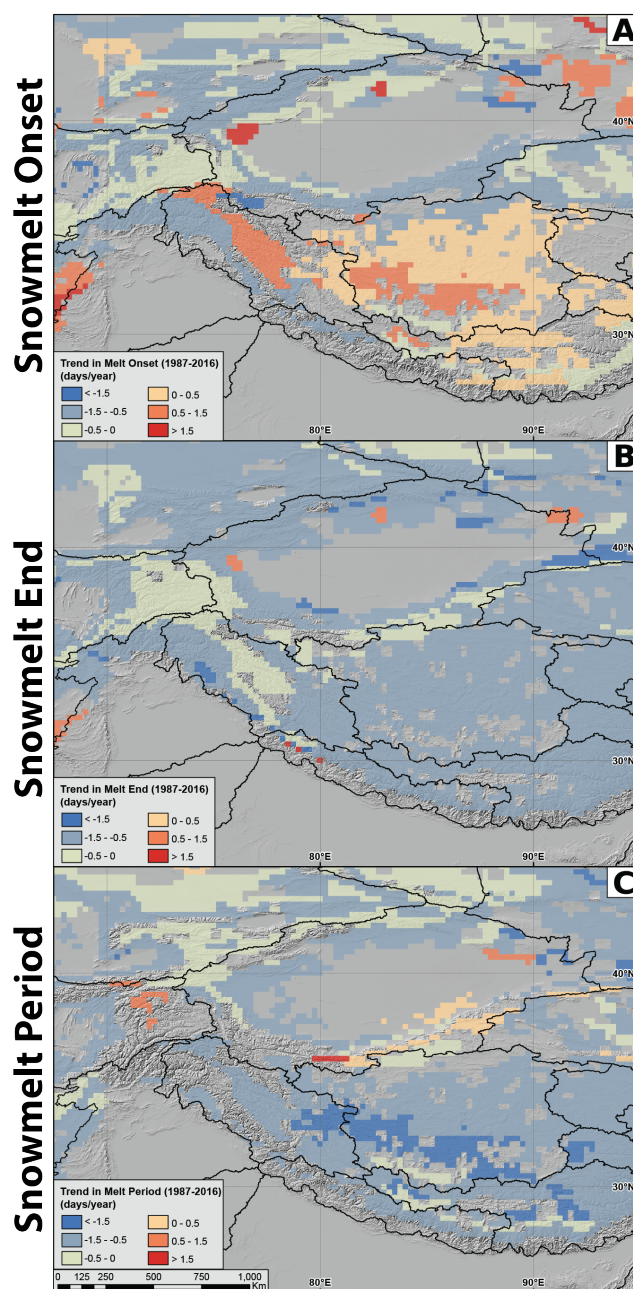 Snowmelt Onset
A
40°N
30°N
Trend in Melt Onset (1987-2016)
(days/year)
< -1.5
0 - 0.5
-1.5 - -0.5
0.5 - 1.5
-0.5 - 0
> 1.5
80°E
90°E
Snowmelt End
B
40°N
30°N
Trend in Melt End (1987-2016)
(days/year)
< -1.5
0 - 0.5
-1.5 - -0.5
0.5 - 1.5
-0.5 - 0
> 1.5
80°E
90°E
Snowmelt Period
C
40°N
30°N
Trend in Melt Period (1987-2016)
(days/year)
< -1.5
0 - 0.5
-1.5 - -0.5
0.5 - 1.5
-0.5 - 0
> 1.5
0 125 250 500 750 1,000
Km
80°E
90°E